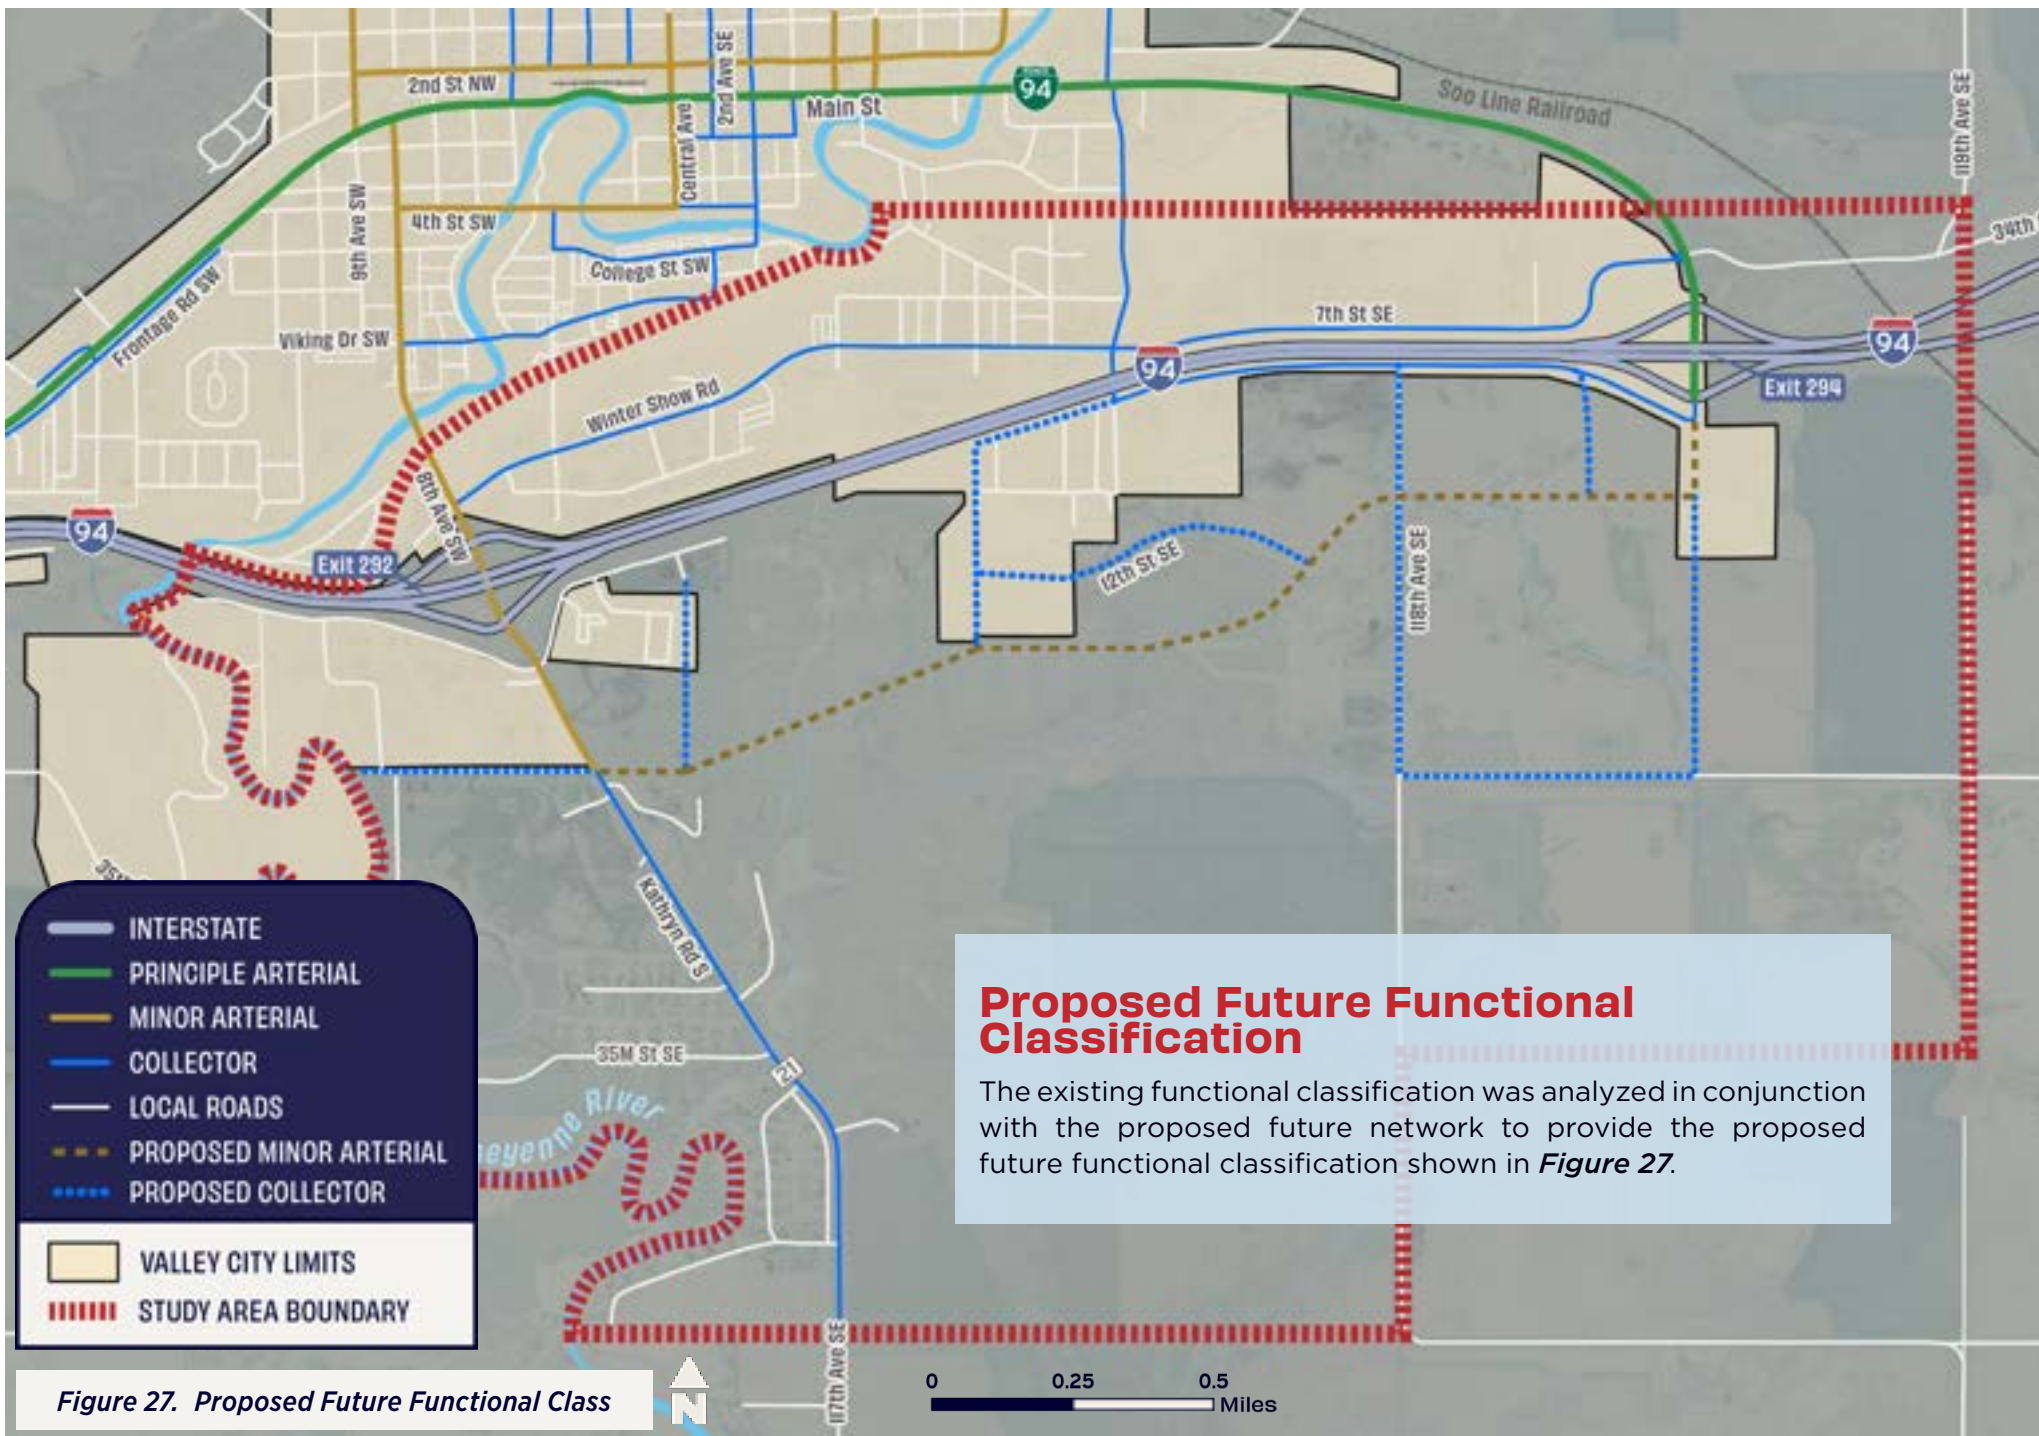 2nd St NW
2nd Ave SE
Main St
94
Soo Line Railroad
119th Ave SE
Central Ave
9th Ave SW
4th St SW
34th
College St SW
Frontage Rd SW
Viking Dr SW
7th St SE
94
94
Exit 294
Winter Show Rd
8th Ave SW
94
Exit 292
12th St SE
118th Ave SE
Kathryn Rd S
35M St SE
21
eyenne River
117th Ave SE
INTERSTATE
PRINCIPLE ARTERIAL
MINOR ARTERIAL
COLLECTOR
LOCAL ROADS
PROPOSED MINOR ARTERIAL
PROPOSED COLLECTOR
VALLEY CITY LIMITS
STUDY AREA BOUNDARY
Proposed Future Functional
Classification
The existing functional classification was analyzed in conjunction
with the proposed future network to provide the proposed
future functional classification shown in Figure 27.
Figure 27. Proposed Future Functional Class
N
0 0.25 0.5
Miles